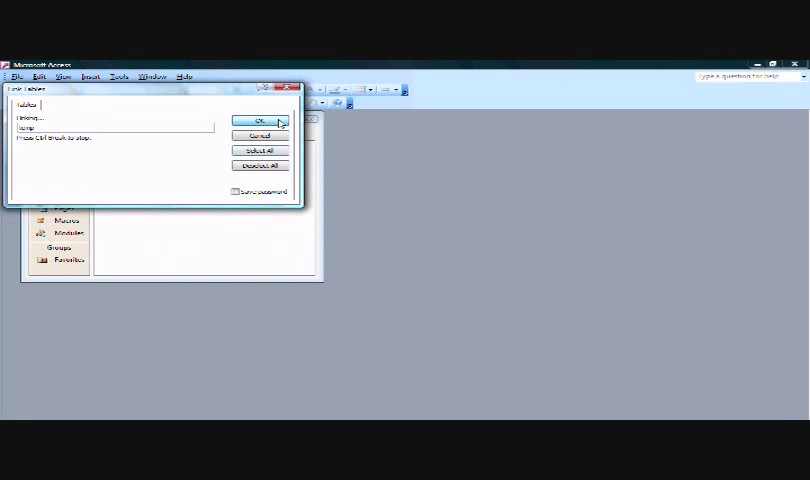 Microsoft Access
File Edit View Insert Tools Window Help
Type a question for help
Link Tables
Tables
Linking...
temp
Press Ctrl Break to stop.
OK
Cancel
Select All
Deselect All
Save password
Pages
Macros
Modules
Groups
Favorites